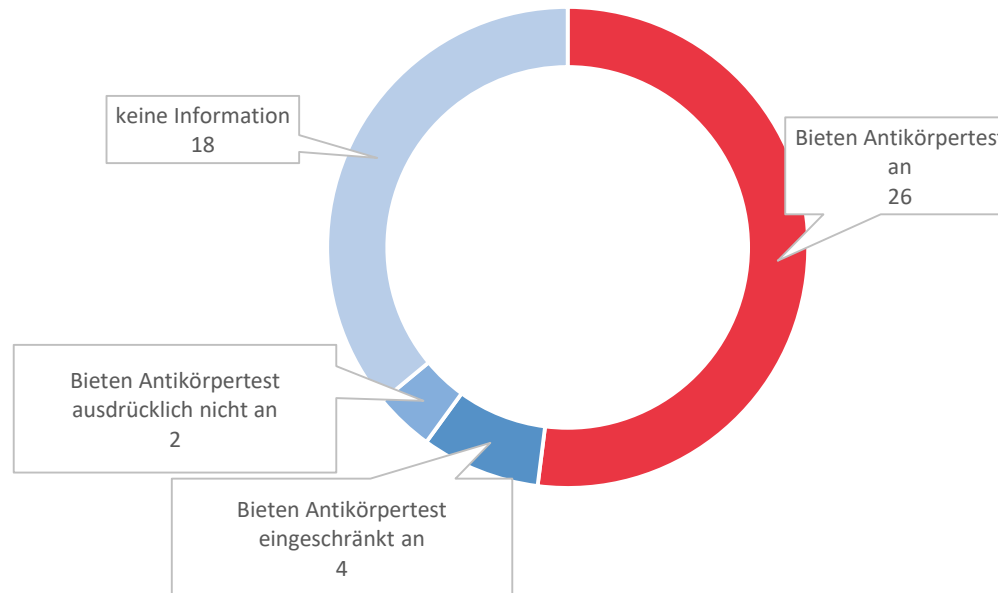 keine Information
18
Bieten Antikörpertest
an
26
Bieten Antikörpertest
ausdrücklich nicht an
2
Bieten Antikörpertest
eingeschränkt an
4